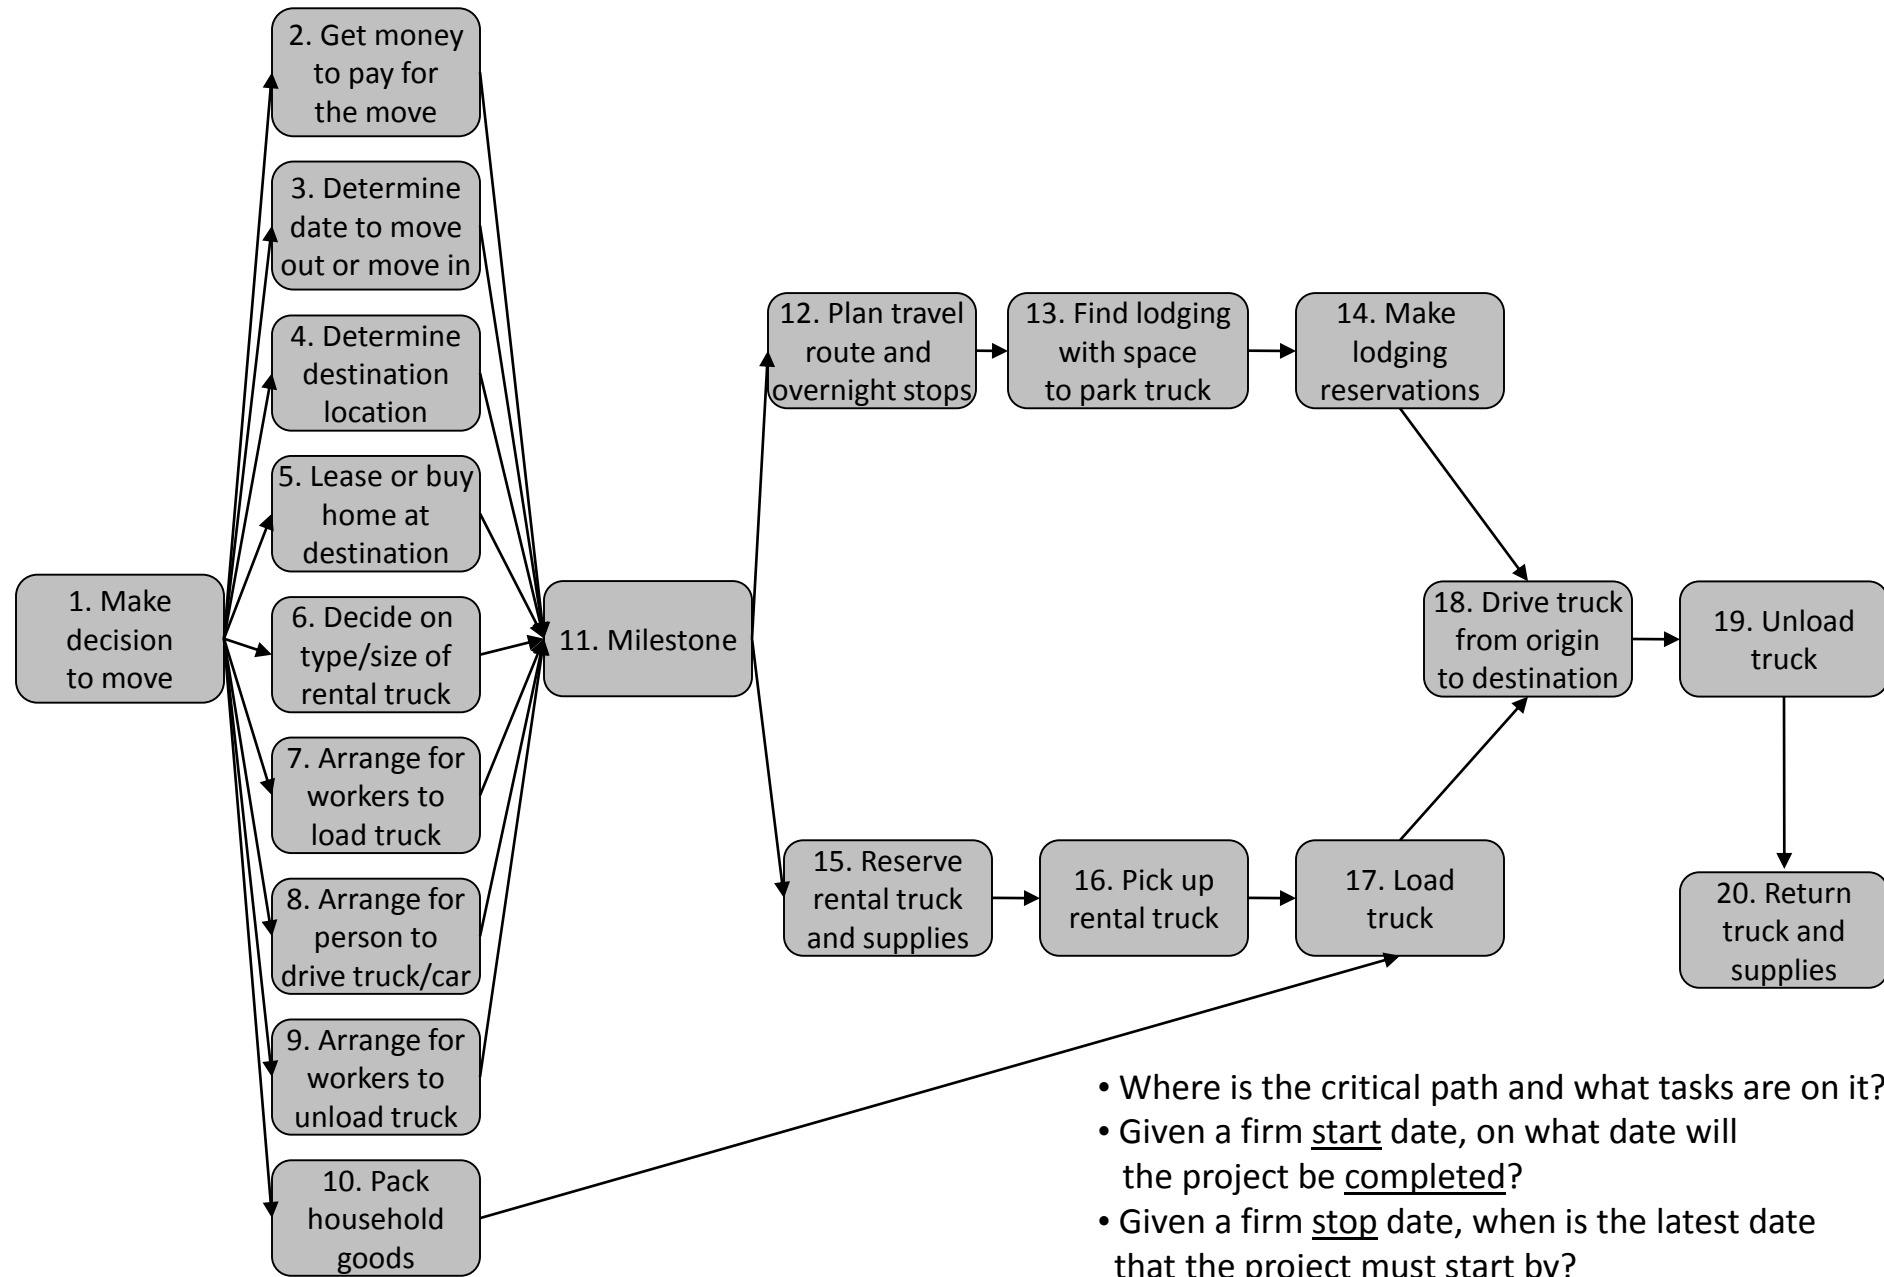 2. Get money
to pay for
the move
3. Determine
date to move
out or move in
4. Determine
destination
location
5. Lease or buy
home at
destination
1. Make
decision
to move
6. Decide on
type/size of
rental truck
7. Arrange for
workers to
load truck
8. Arrange for
person to
drive truck/car
9. Arrange for
workers to
unload truck
10. Pack
household
goods
11. Milestone
12. Plan travel
route and
overnight stops
13. Find lodging
with space
to park truck
14. Make
lodging
reservations
15. Reserve
rental truck
and supplies
16. Pick up
rental truck
17. Load
truck
18. Drive truck
from origin
to destination
19. Unload
truck
20. Return
truck and
supplies
• Where is the critical path and what tasks are on it?
• Given a firm start date, on what date will
the project be completed?
• Given a firm stop date, when is the latest date
that the project must start by?